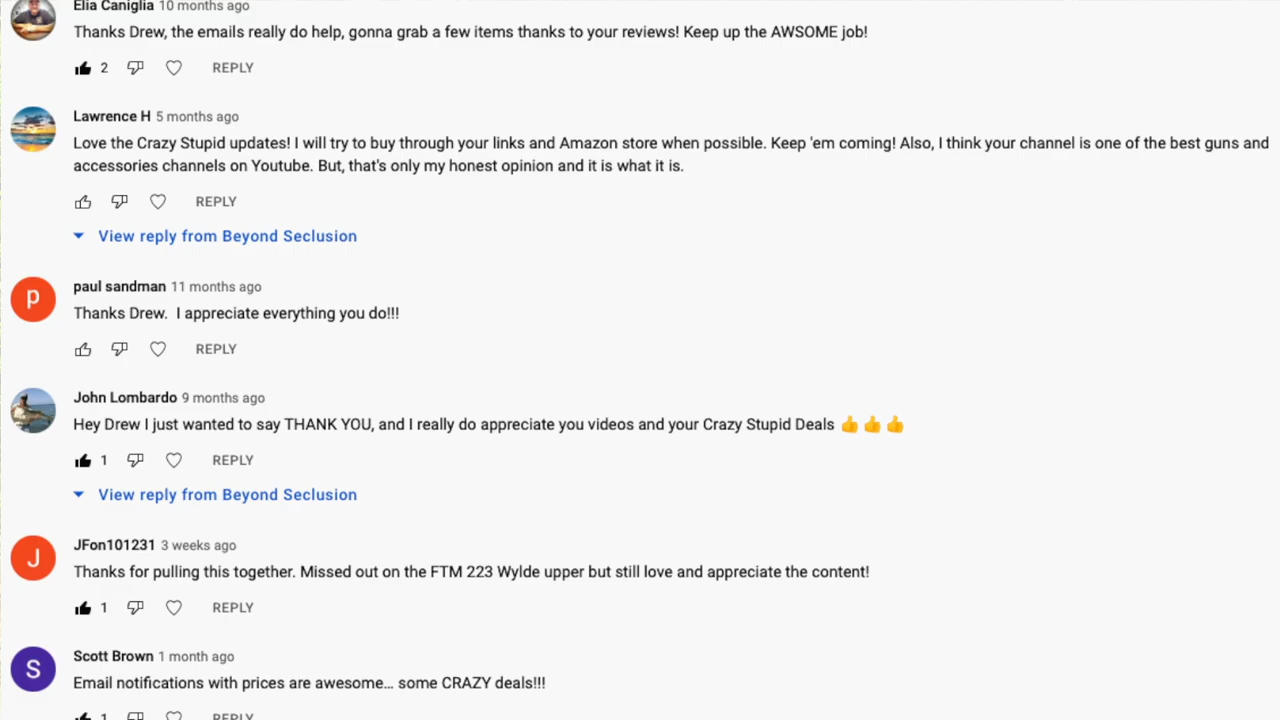 Elia Caniglia 10 months ago
Thanks Drew, the emails really do help, gonna grab a few items thanks to your reviews! Keep up the AWSOME job!
2 REPLY
Lawrence H 5 months ago
Love the Crazy Stupid updates! I will try to buy through your links and Amazon store when possible. Keep 'em coming! Also, I think your channel is one of the best guns and
accessories channels on Youtube. But, that's only my honest opinion and it is what it is.
REPLY
View reply from Beyond Seclusion
p
paul sandman 11 months ago
Thanks Drew.  I appreciate everything you do!!!
REPLY
John Lombardo 9 months ago
Hey Drew I just wanted to say THANK YOU, and I really do appreciate you videos and your Crazy Stupid Deals 👍👍👍
1 REPLY
View reply from Beyond Seclusion
J
JFon101231 3 weeks ago
Thanks for pulling this together. Missed out on the FTM 223 Wylde upper but still love and appreciate the content!
1 REPLY
S
Scott Brown 1 month ago
Email notifications with prices are awesome… some CRAZY deals!!!
1 REPLY